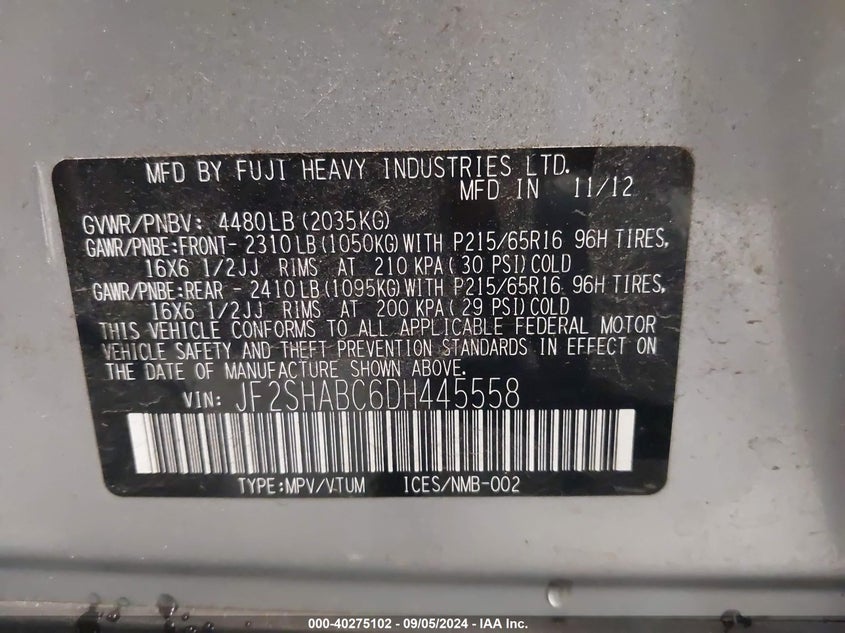 MFD BY FUJI HEAVY INDUSTRIES LTD.
MFD IN 11/12
GVWR/PNBV: 4480LB (2035KG)
GAWR/PNBE:FRONT- 2310LB(1050KG)WITH P215/65R16 96H TIRES,
16X6 1/2JJ RIMS AT 210 KPA( 30 PSI)COLD
GAWR/PNBE:REAR - 2410LB(1095KG)WITH P215/65R16 96H TIRES,
16X6 1/2JJ RIMS AT 200 KPA( 29 PSI)COLD
THIS VEHICLE CONFORMS TO ALL APPLICABLE FEDERAL MOTOR
VEHICLE SAFETY AND THEFT PREVENTION STANDARDS IN EFFECT ON
THE DATE OF MANUFACTURE SHOWN ABOVE.
VIN: JF2SHABC6DH445558
TYPE:MPV/VTUM ICES/NMB-002
000-40275102 - 09/05/2024 - IAA Inc.